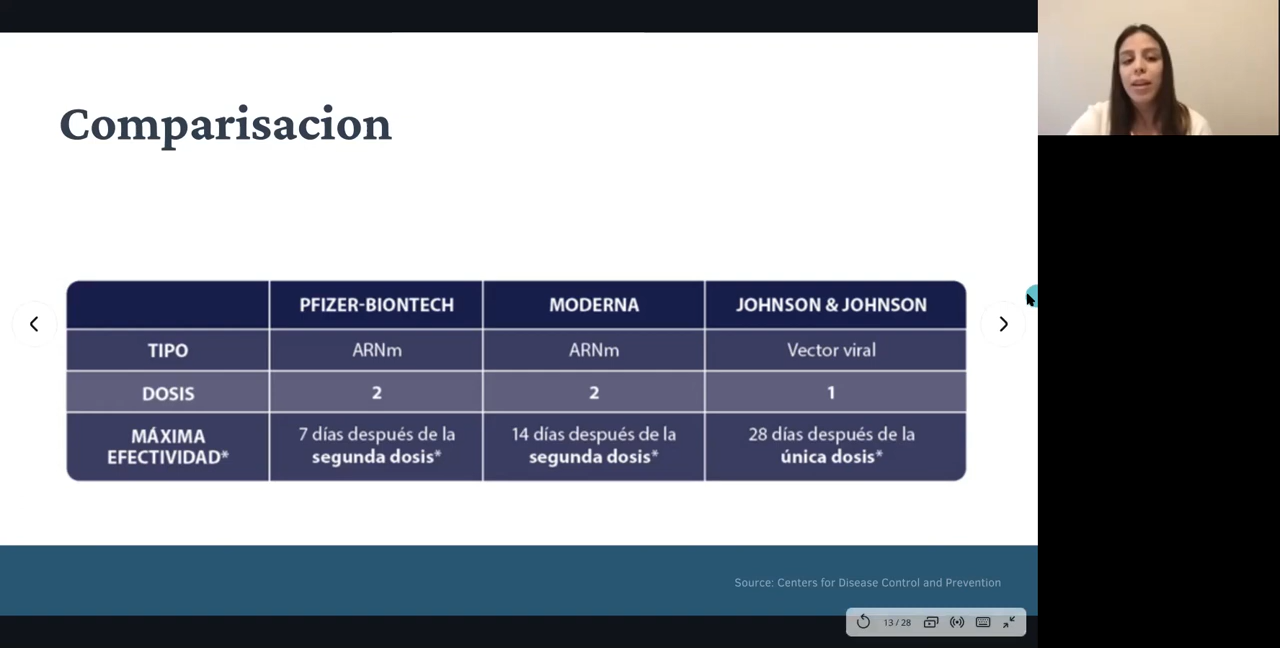 Comparisacion
PFIZER-BIONTECH MODERNA JOHNSON & JOHNSON
TIPO ARNm ARNm Vector viral
DOSIS 2 2 1
MÁXIMA EFECTIVIDAD* 7 días después de la segunda dosis* 14 días después de la segunda dosis* 28 días después de la única dosis*
Source: Centers for Disease Control and Prevention
13 / 28